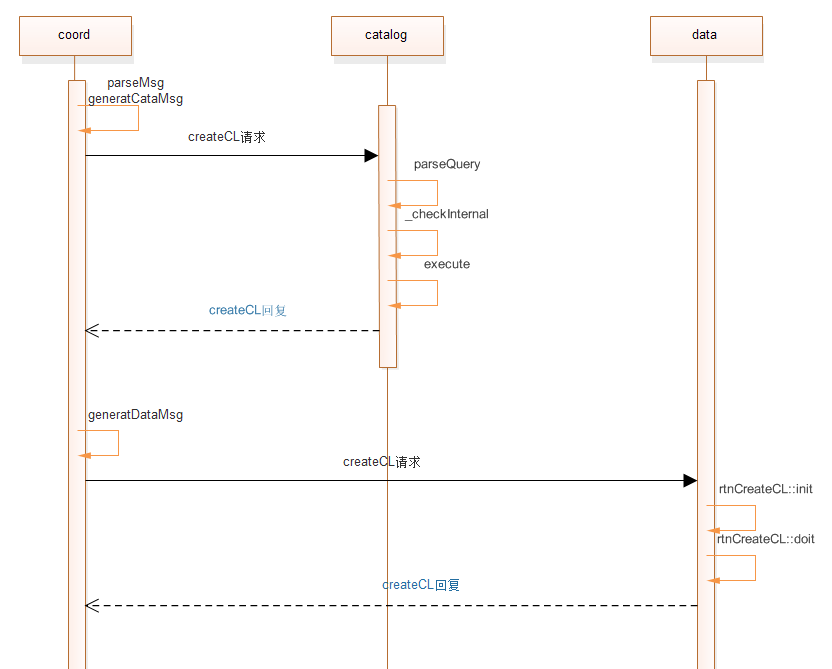 coord
catalog
data
parseMsg
generatCataMsg
createCL请求
parseQuery
_checkInternal
execute
createCL回复
generatDataMsg
createCL请求
rtnCreateCL::init
rtnCreateCL::doit
createCL回复